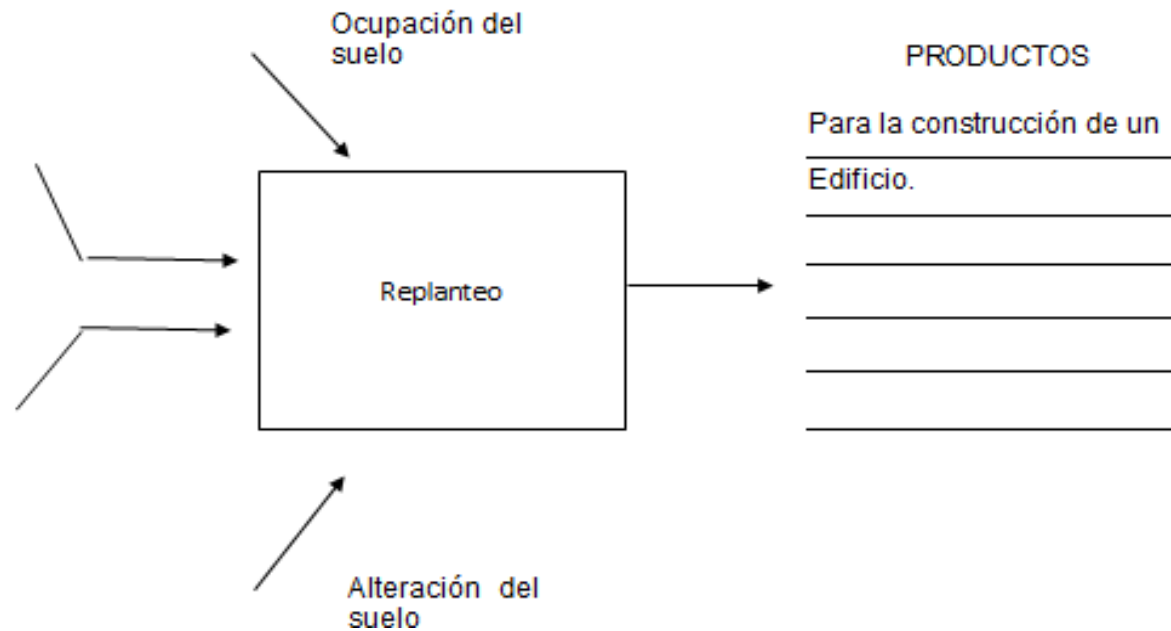 Ocupación del
suelo
PRODUCTOS
Para la construcción de un
Edificio.
Replanteo
Alteración del
suelo